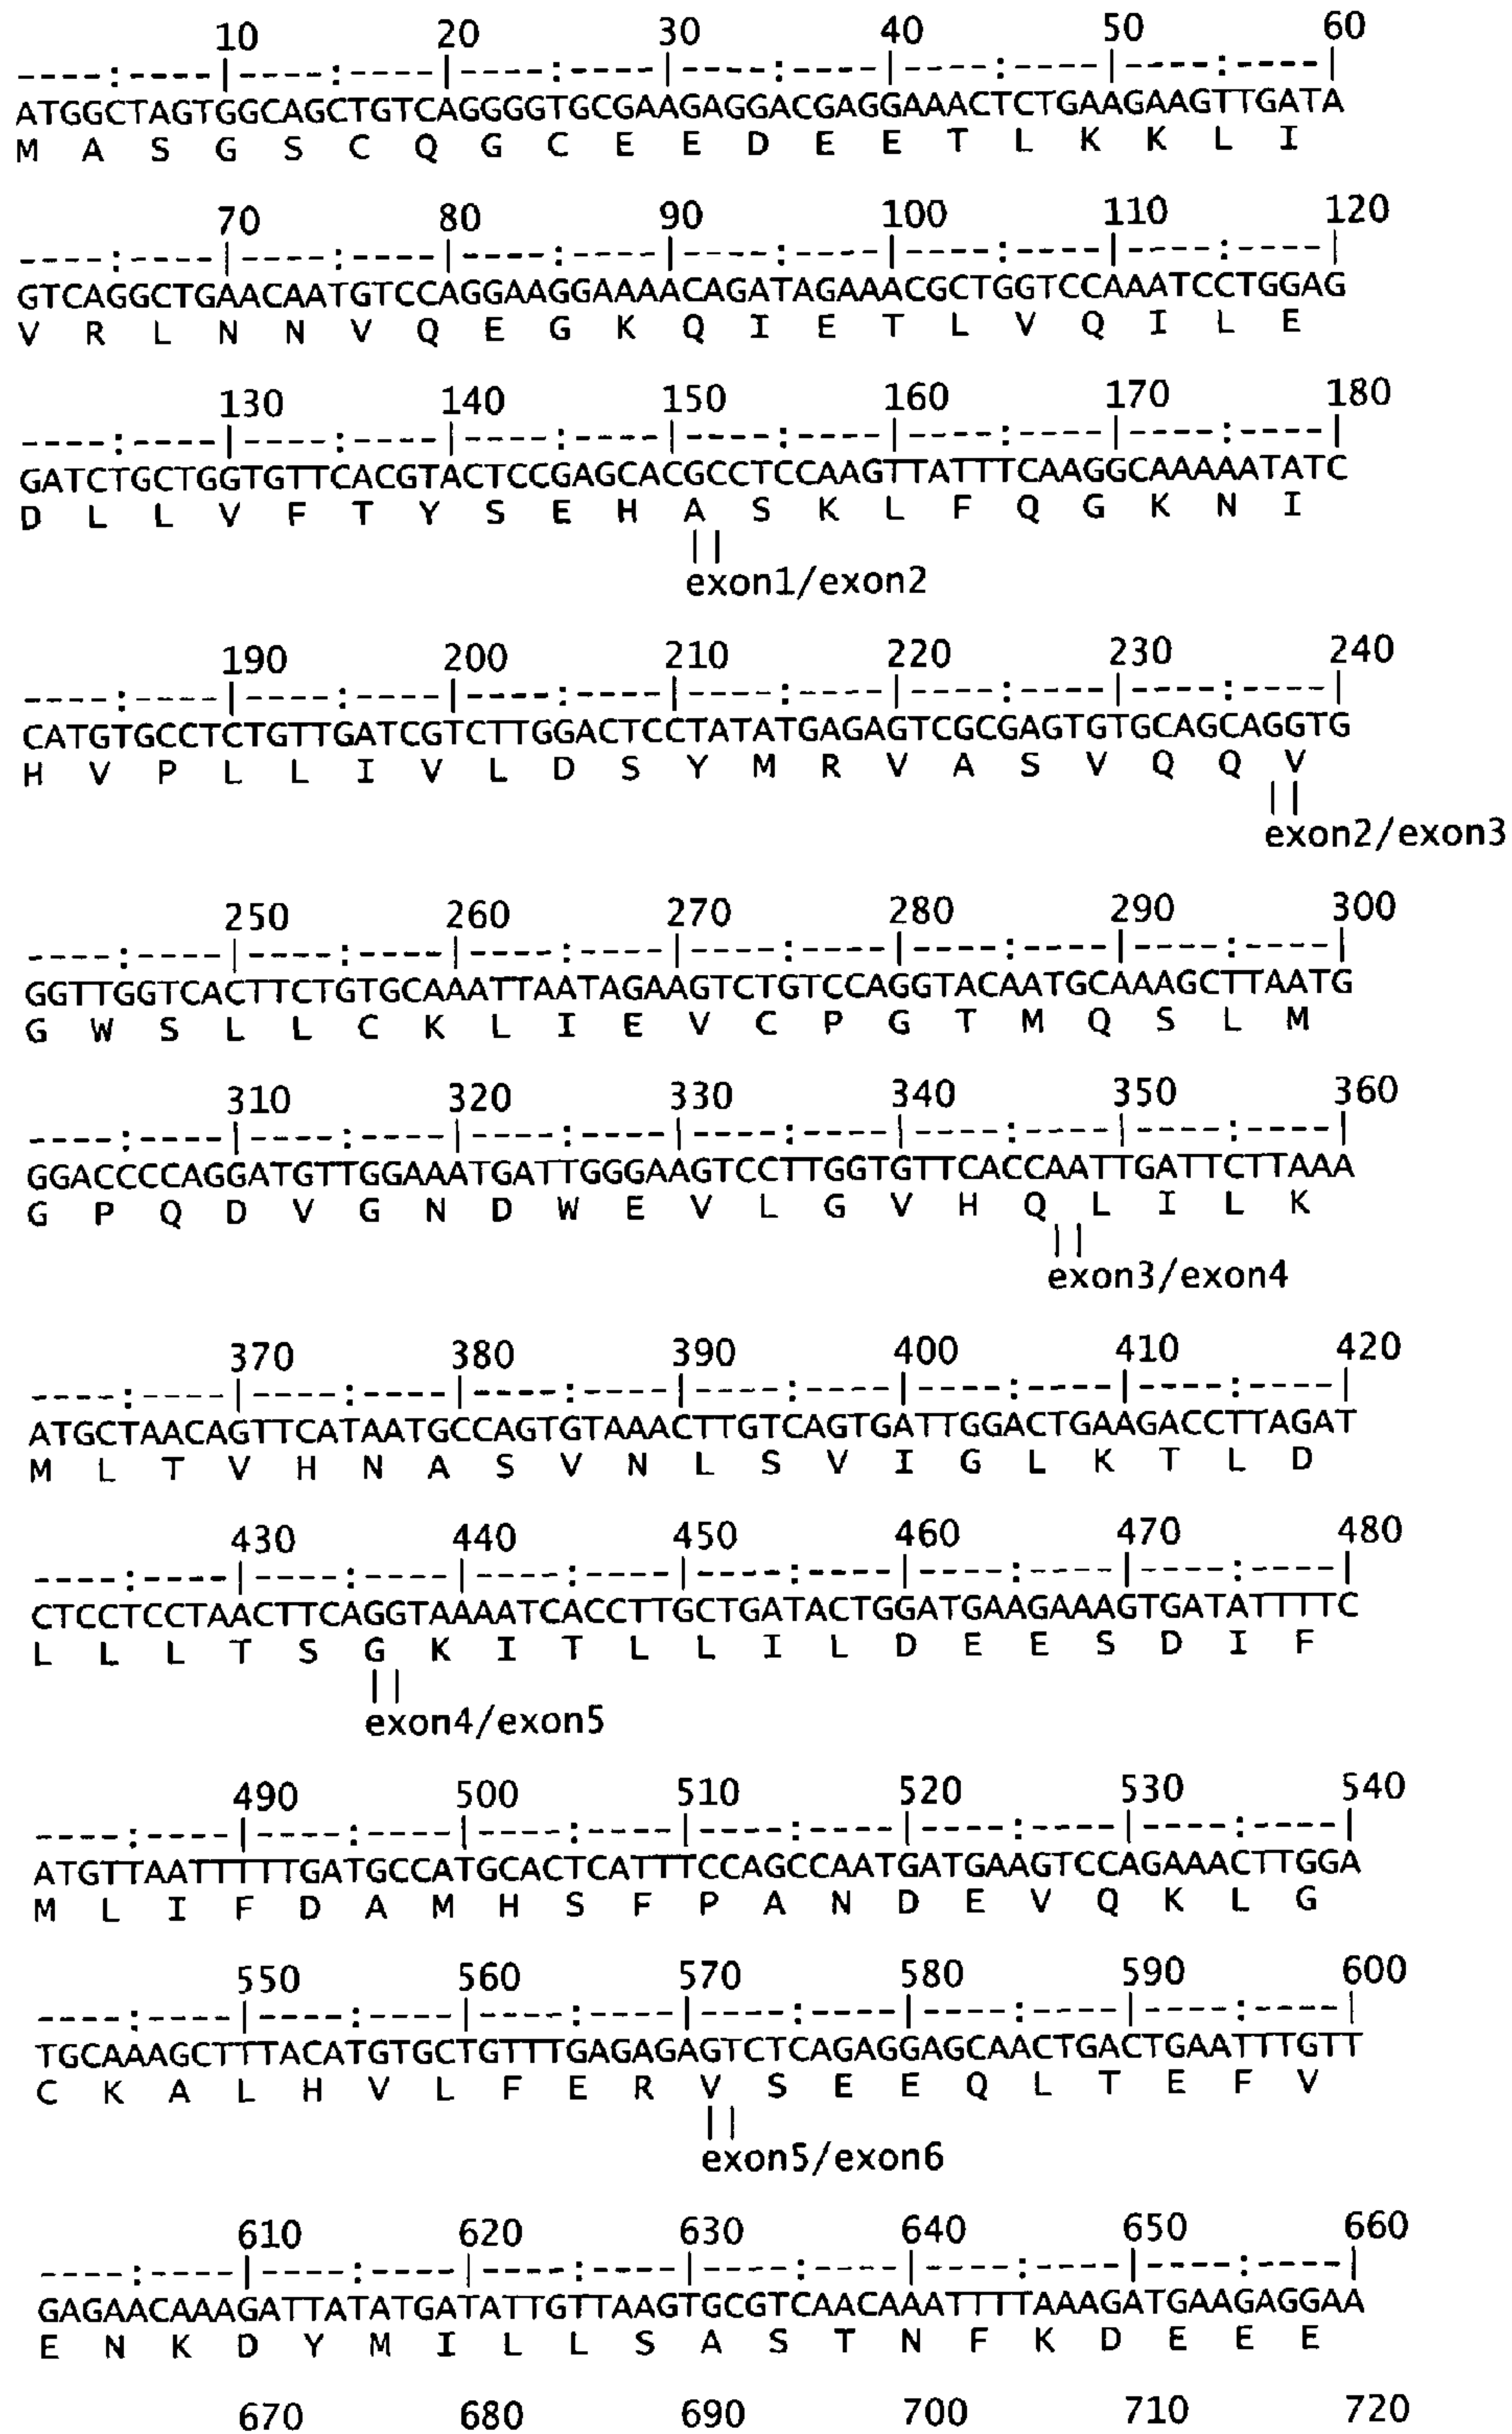 10 20 30 40 50 60
----:----|----:----|----:----|----:----|----:----|----:----|
ATGGCTAGTGGCAGCTGTCAGGGGTGCGAAGAGGACGAGGAAACTCTGAAGAAGTTGATA
M A S G S C Q G C E E D E E T L K K L I
70 80 90 100 110 120
----:----|----:----|----:----|----:----|----:----|----:----|
GTCAGGCTGAACAATGTCCAGGAAGGAAAACAGATAGAAACGCTGGTCCAAATCCTGGAG
V R L N N V Q E G K Q I E T L V Q I L E
130 140 150 160 170 180
----:----|----:----|----:----|----:----|----:----|----:----|
GATCTGCTGGTGTTCACGTACTCCGAGCACGCCTCCAAGTTATTTCAAGGCAAAAATATC
D L L V F T Y S E H A S K L F Q G K N I
||
exon1/exon2
190 200 210 220 230 240
----:----|----:----|----:----|----:----|----:----|----:----|
CATGTGCCTCTGTTGATCGTCTTGGACTCCTATATGAGAGTCGCGAGTGTGCAGCAGGTG
H V P L L I V L D S Y M R V A S V Q Q V
||
exon2/exon3
250 260 270 280 290 300
----:----|----:----|----:----|----:----|----:----|----:----|
GGTTGGTCACTTCTGTGCAAATTAATAGAAGTCTGTCCAGGTACAATGCAAAGCTTAATG
G W S L L C K L I E V C P G T M Q S L M
310 320 330 340 350 360
----:----|----:----|----:----|----:----|----:----|----:----|
GGACCCCAGGATGTTGGAAATGATTGGGAAGTCCTTGGTGTTCACCAATTGATTCTTAAA
G P Q D V G N D W E V L G V H Q L I L K
||
exon3/exon4
370 380 390 400 410 420
----:----|----:----|----:----|----:----|----:----|----:----|
ATGCTAACAGTTCATAATGCCAGTGTAAACTTGTCAGTGATTGGACTGAAGACCTTAGAT
M L T V H N A S V N L S V I G L K T L D
430 440 450 460 470 480
----:----|----:----|----:----|----:----|----:----|----:----|
CTCCTCCTAACTTCAGGTAAAATCACCTTGCTGATACTGGATGAAGAAAGTGATATTTTC
L L L T S G K I T L L I L D E E S D I F
||
exon4/exon5
490 500 510 520 530 540
----:----|----:----|----:----|----:----|----:----|----:----|
ATGTTAATTTTTGATGCCATGCACTCATTTCCAGCCAATGATGAAGTCCAGAAACTTGGA
M L I F D A M H S F P A N D E V Q K L G
550 560 570 580 590 600
----:----|----:----|----:----|----:----|----:----|----:----|
TGCAAAGCTTTACATGTGCTGTTTGAGAGAGTCTCAGAGGAGCAACTGACTGAATTTGTT
C K A L H V L F E R V S E E Q L T E F V
||
exon5/exon6
610 620 630 640 650 660
----:----|----:----|----:----|----:----|----:----|----:----|
GAGAACAAAGATTATATGATATTGTTAAGTGCGTCAACAAATTTTAAAGATGAAGAGGAA
E N K D Y M I L L S A S T N F K D E E E
670 680 690 700 710 720